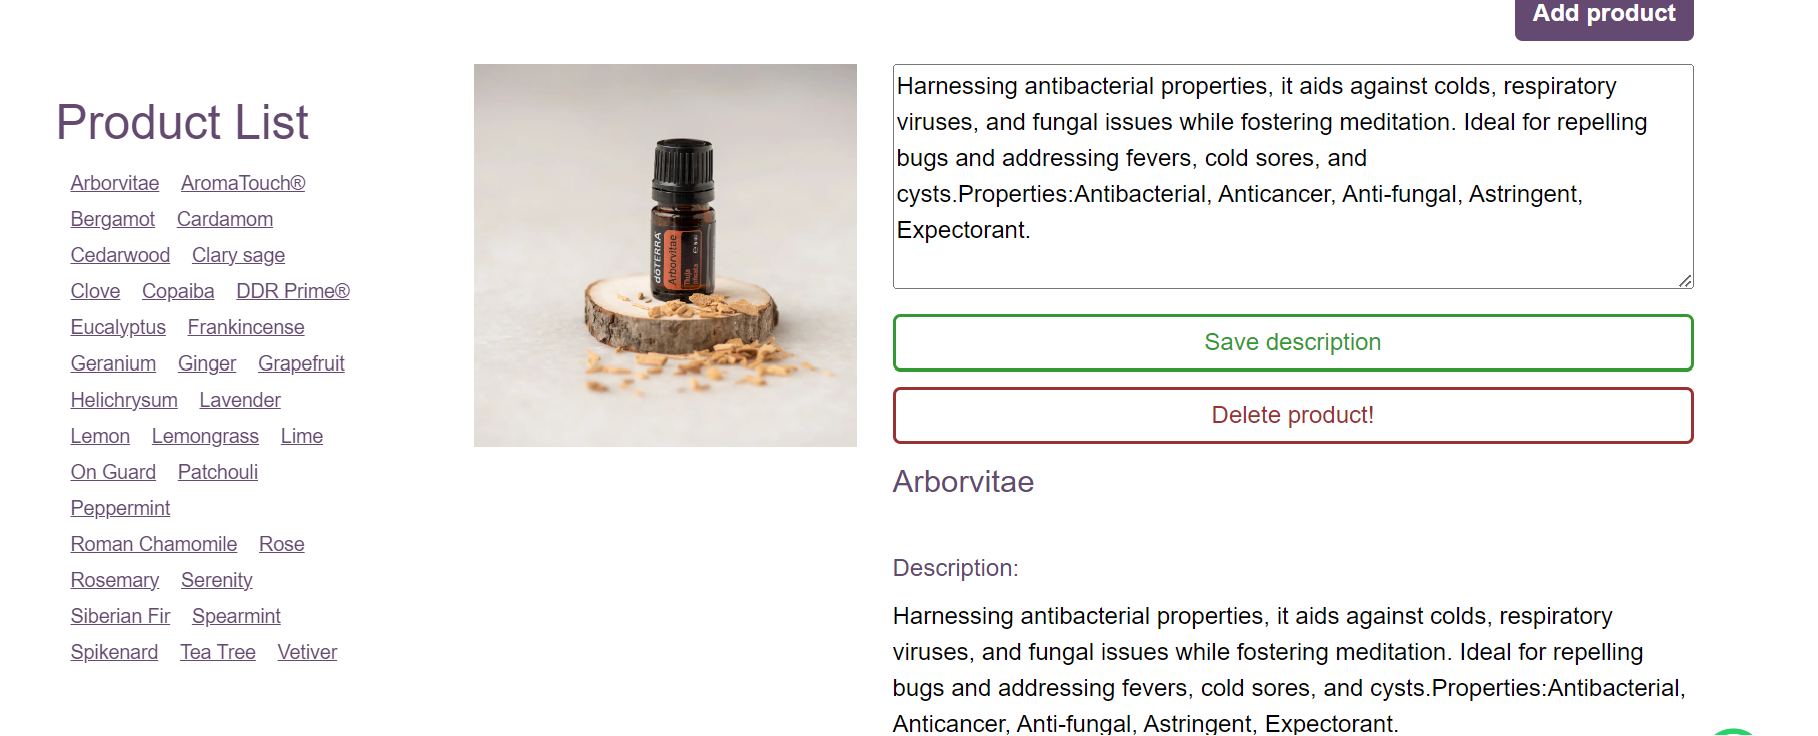 Add product
Product List
Arborvitae AromaTouch®
Bergamot Cardamom
Cedarwood Clary sage
Clove Copaiba DDR Prime®
Eucalyptus Frankincense
Geranium Ginger Grapefruit
Helichrysum Lavender
Lemon Lemongrass Lime
On Guard Patchouli
Peppermint
Roman Chamomile Rose
Rosemary Serenity
Siberian Fir Spearmint
Spikenard Tea Tree Vetiver
dōTERRA
Arborvitae
Thuja
Harnessing antibacterial properties, it aids against colds, respiratory
viruses, and fungal issues while fostering meditation. Ideal for repelling
bugs and addressing fevers, cold sores, and
cysts.Properties:Antibacterial, Anticancer, Anti-fungal, Astringent,
Expectorant.
Save description
Delete product!
Arborvitae
Description:
Harnessing antibacterial properties, it aids against colds, respiratory
viruses, and fungal issues while fostering meditation. Ideal for repelling
bugs and addressing fevers, cold sores, and cysts.Properties:Antibacterial,
Anticancer, Anti-fungal, Astringent, Expectorant.